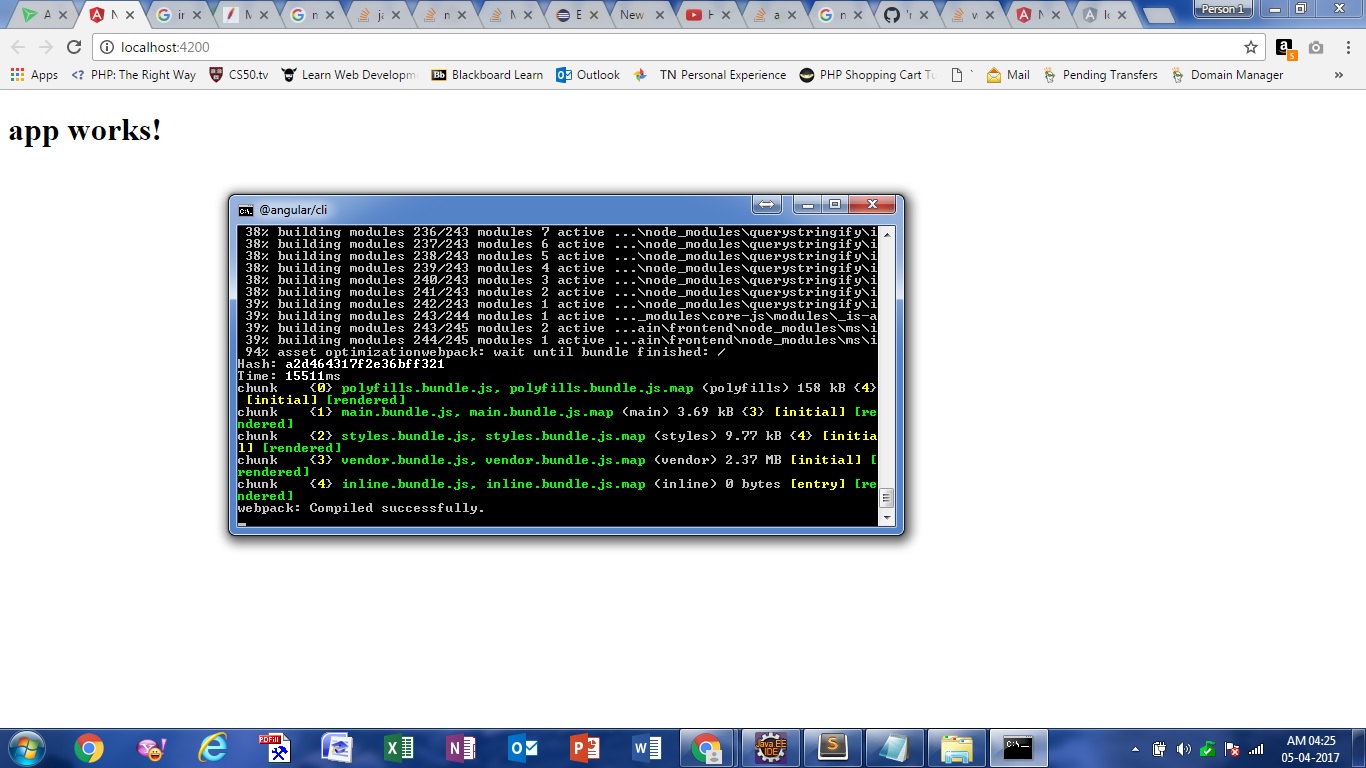 A
N
in
M
n
ja
n
M
E
New
H
a
n
'r
v
N
lo
Person 1
localhost:4200
Apps
PHP: The Right Way
CS50.tv
Learn Web Developm
Bb Blackboard Learn
Outlook
TN Personal Experience
PHP Shopping Cart Tu
Mail
Pending Transfers
Domain Manager
»
app works!
@angular/cli
38% building modules 236/243 modules 7 active ...\node_modules\querystringify\i
38% building modules 237/243 modules 6 active ...\node_modules\querystringify\i
38% building modules 238/243 modules 5 active ...\node_modules\querystringify\i
38% building modules 239/243 modules 4 active ...\node_modules\querystringify\i
38% building modules 240/243 modules 3 active ...\node_modules\querystringify\i
38% building modules 241/243 modules 2 active ...\node_modules\querystringify\i
39% building modules 242/243 modules 1 active ...\node_modules\querystringify\i
39% building modules 243/244 modules 1 active ..._modules\core-js\modules\_is-a
39% building modules 243/245 modules 2 active ...ain\frontend\node_modules\ms\i
39% building modules 244/245 modules 1 active ...ain\frontend\node_modules\ms\i
94% asset optimizationwebpack: wait until bundle finished: /
Hash: a2d464317f2e36bff321
Time: 15511ms
chunk    {0} polyfills.bundle.js, polyfills.bundle.js.map (polyfills) 158 kB {4}
[initial] [rendered]
chunk    {1} main.bundle.js, main.bundle.js.map (main) 3.69 kB {3} [initial] [re
ndered]
chunk    {2} styles.bundle.js, styles.bundle.js.map (styles) 9.77 kB {4} [initia
l] [rendered]
chunk    {3} vendor.bundle.js, vendor.bundle.js.map (vendor) 2.37 MB [initial] [
rendered]
chunk    {4} inline.bundle.js, inline.bundle.js.map (inline) 0 bytes [entry] [re
ndered]
webpack: Compiled successfully.
PDFill
Java EE
IDE
AM 04:25
05-04-2017